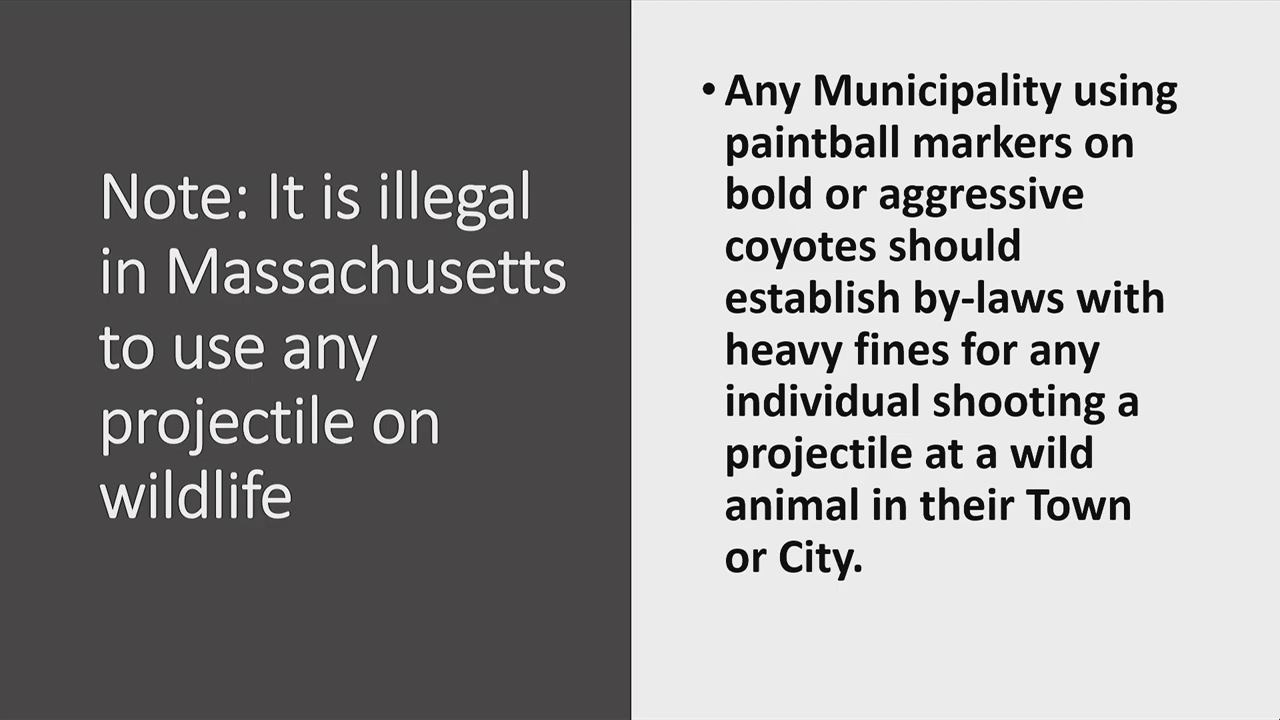 Note: It is illegal
in Massachusetts
to use any
projectile on
wildlife
• Any Municipality using
paintball markers on
bold or aggressive
coyotes should
establish by-laws with
heavy fines for any
individual shooting a
projectile at a wild
animal in their Town
or City.